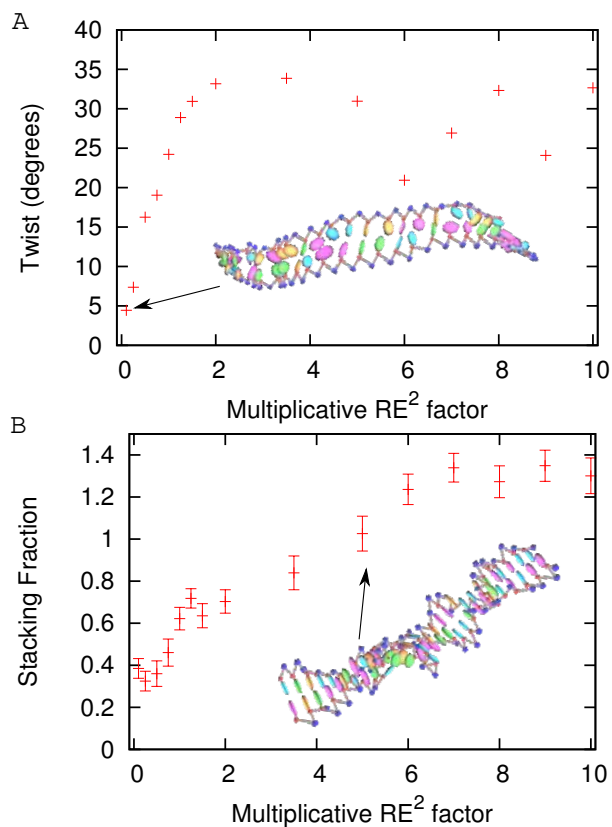 A
40
35
30
25
20
15
10
5
0
Twist (degrees)
0 2 4 6 8 10
Multiplicative RE² factor
B
1.4
1.2
1
0.8
0.6
0.4
0.2
0
Stacking Fraction
0 2 4 6 8 10
Multiplicative RE² factor